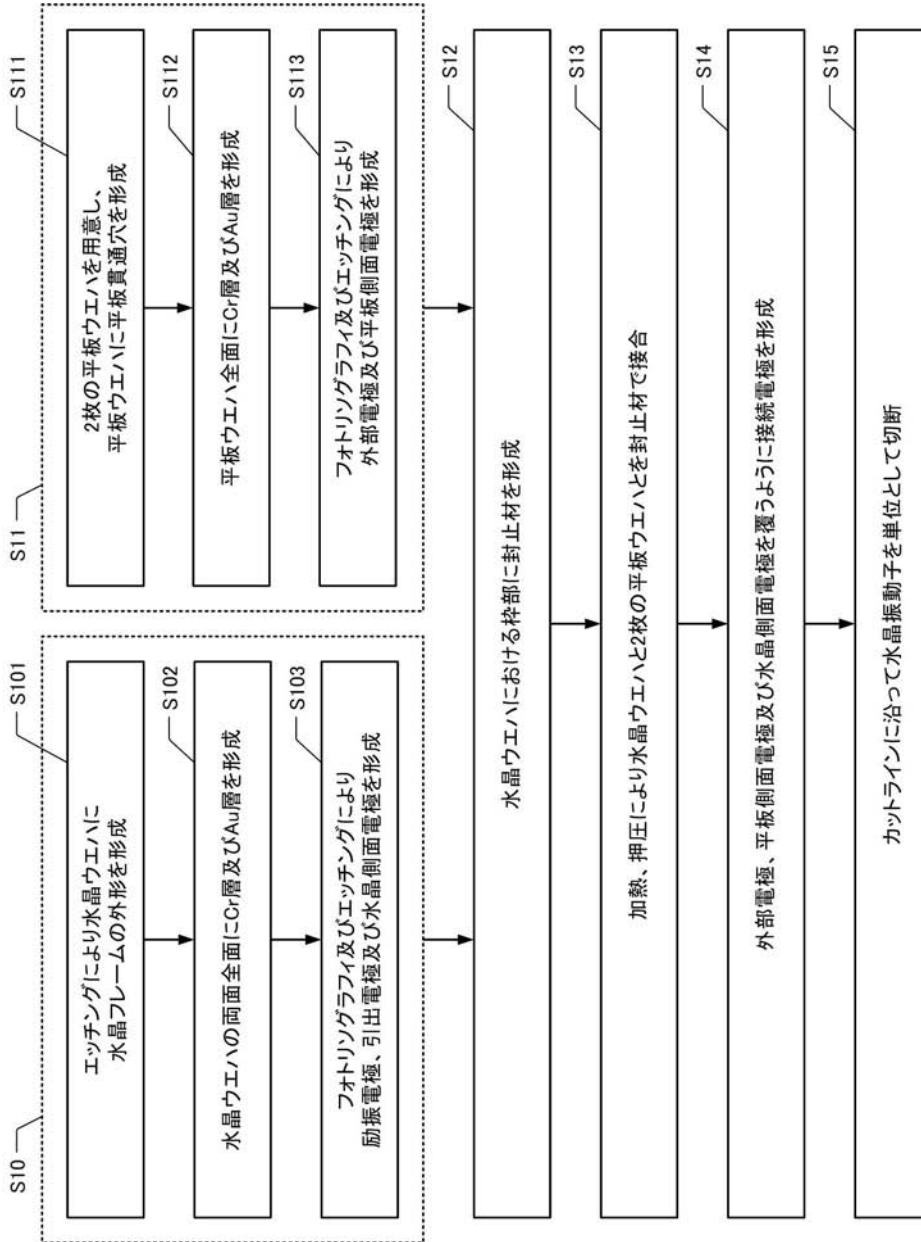 S10
S101
エッチングにより水晶ウエハに
水晶フレームの外形を形成
S102
水晶ウエハの両面全面にCr層及びAu層を形成
S103
フォトリソグラフィ及びエッチングにより
励振電極、引出電極及び水晶側面電極を形成
S11
S111
2枚の平板ウエハを用意し、
平板ウエハに平板貫通穴を形成
S112
平板ウエハ全面にCr層及びAu層を形成
S113
フォトリングラフィ及びエッチングにより
外部電極及び平板側面電極を形成
S12
水晶ウエハにおける枠部に封止材を形成
S13
加熱、押圧により水晶ウエハと2枚の平板ウエハとを封止材で接合
S14
外部電極、平板側面電極及び水晶側面電極を覆うように接続電極を形成
S15
カットラインに沿って水晶振動子を単位として切断